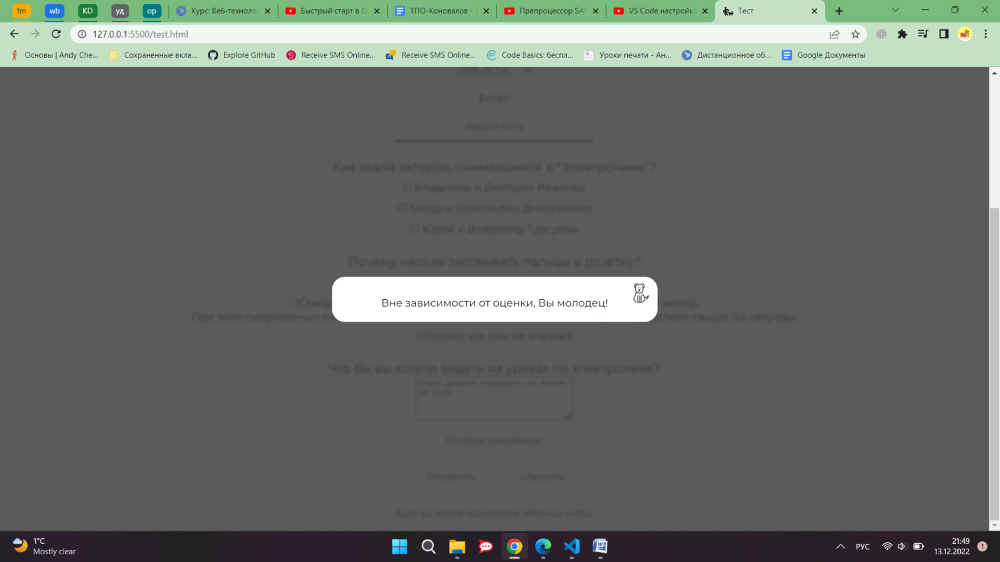 fm
wb
KD
уд
ор
Курс: Веб-техноло
Быстрый старт в G
ТПО-Коновалов -
Препроцессор SAS
VS Code настройка
Тест
127.0.0.1:5500/test.html
Основы | Andy Che...
Сохраненные вкла...
Explore GitHub
Receive SMS Online...
Receive SMS Online...
Code Basics: беспл...
Уроки печати - Ан...
Дистанционное об...
Google Документы
Email:
Введите почту
Как звали актеров, снимавшихся в "Электронике"?
Владимир и Дмитрий Ивановы
Тимур и Константин Дмитриенко
Юрий и Владимир Турсуевы
Почему нельзя засовывать пальцы в розетку?
Вне зависимости от оценки, Вы молодец!
Станд
ампер.
При этом смертельным сч
ствии свыше 0,5 секунды.
Потому что они не влезают
Что бы вы хотели видеть на уроках по электронике?
Ответ должен содержать не менее
20 слов
Система оценивания
Отправить
Сбросить
Если вы хотите посмотреть табличку учебы
1°C
Mostly clear
РУС
21:49
13.12.2022
1